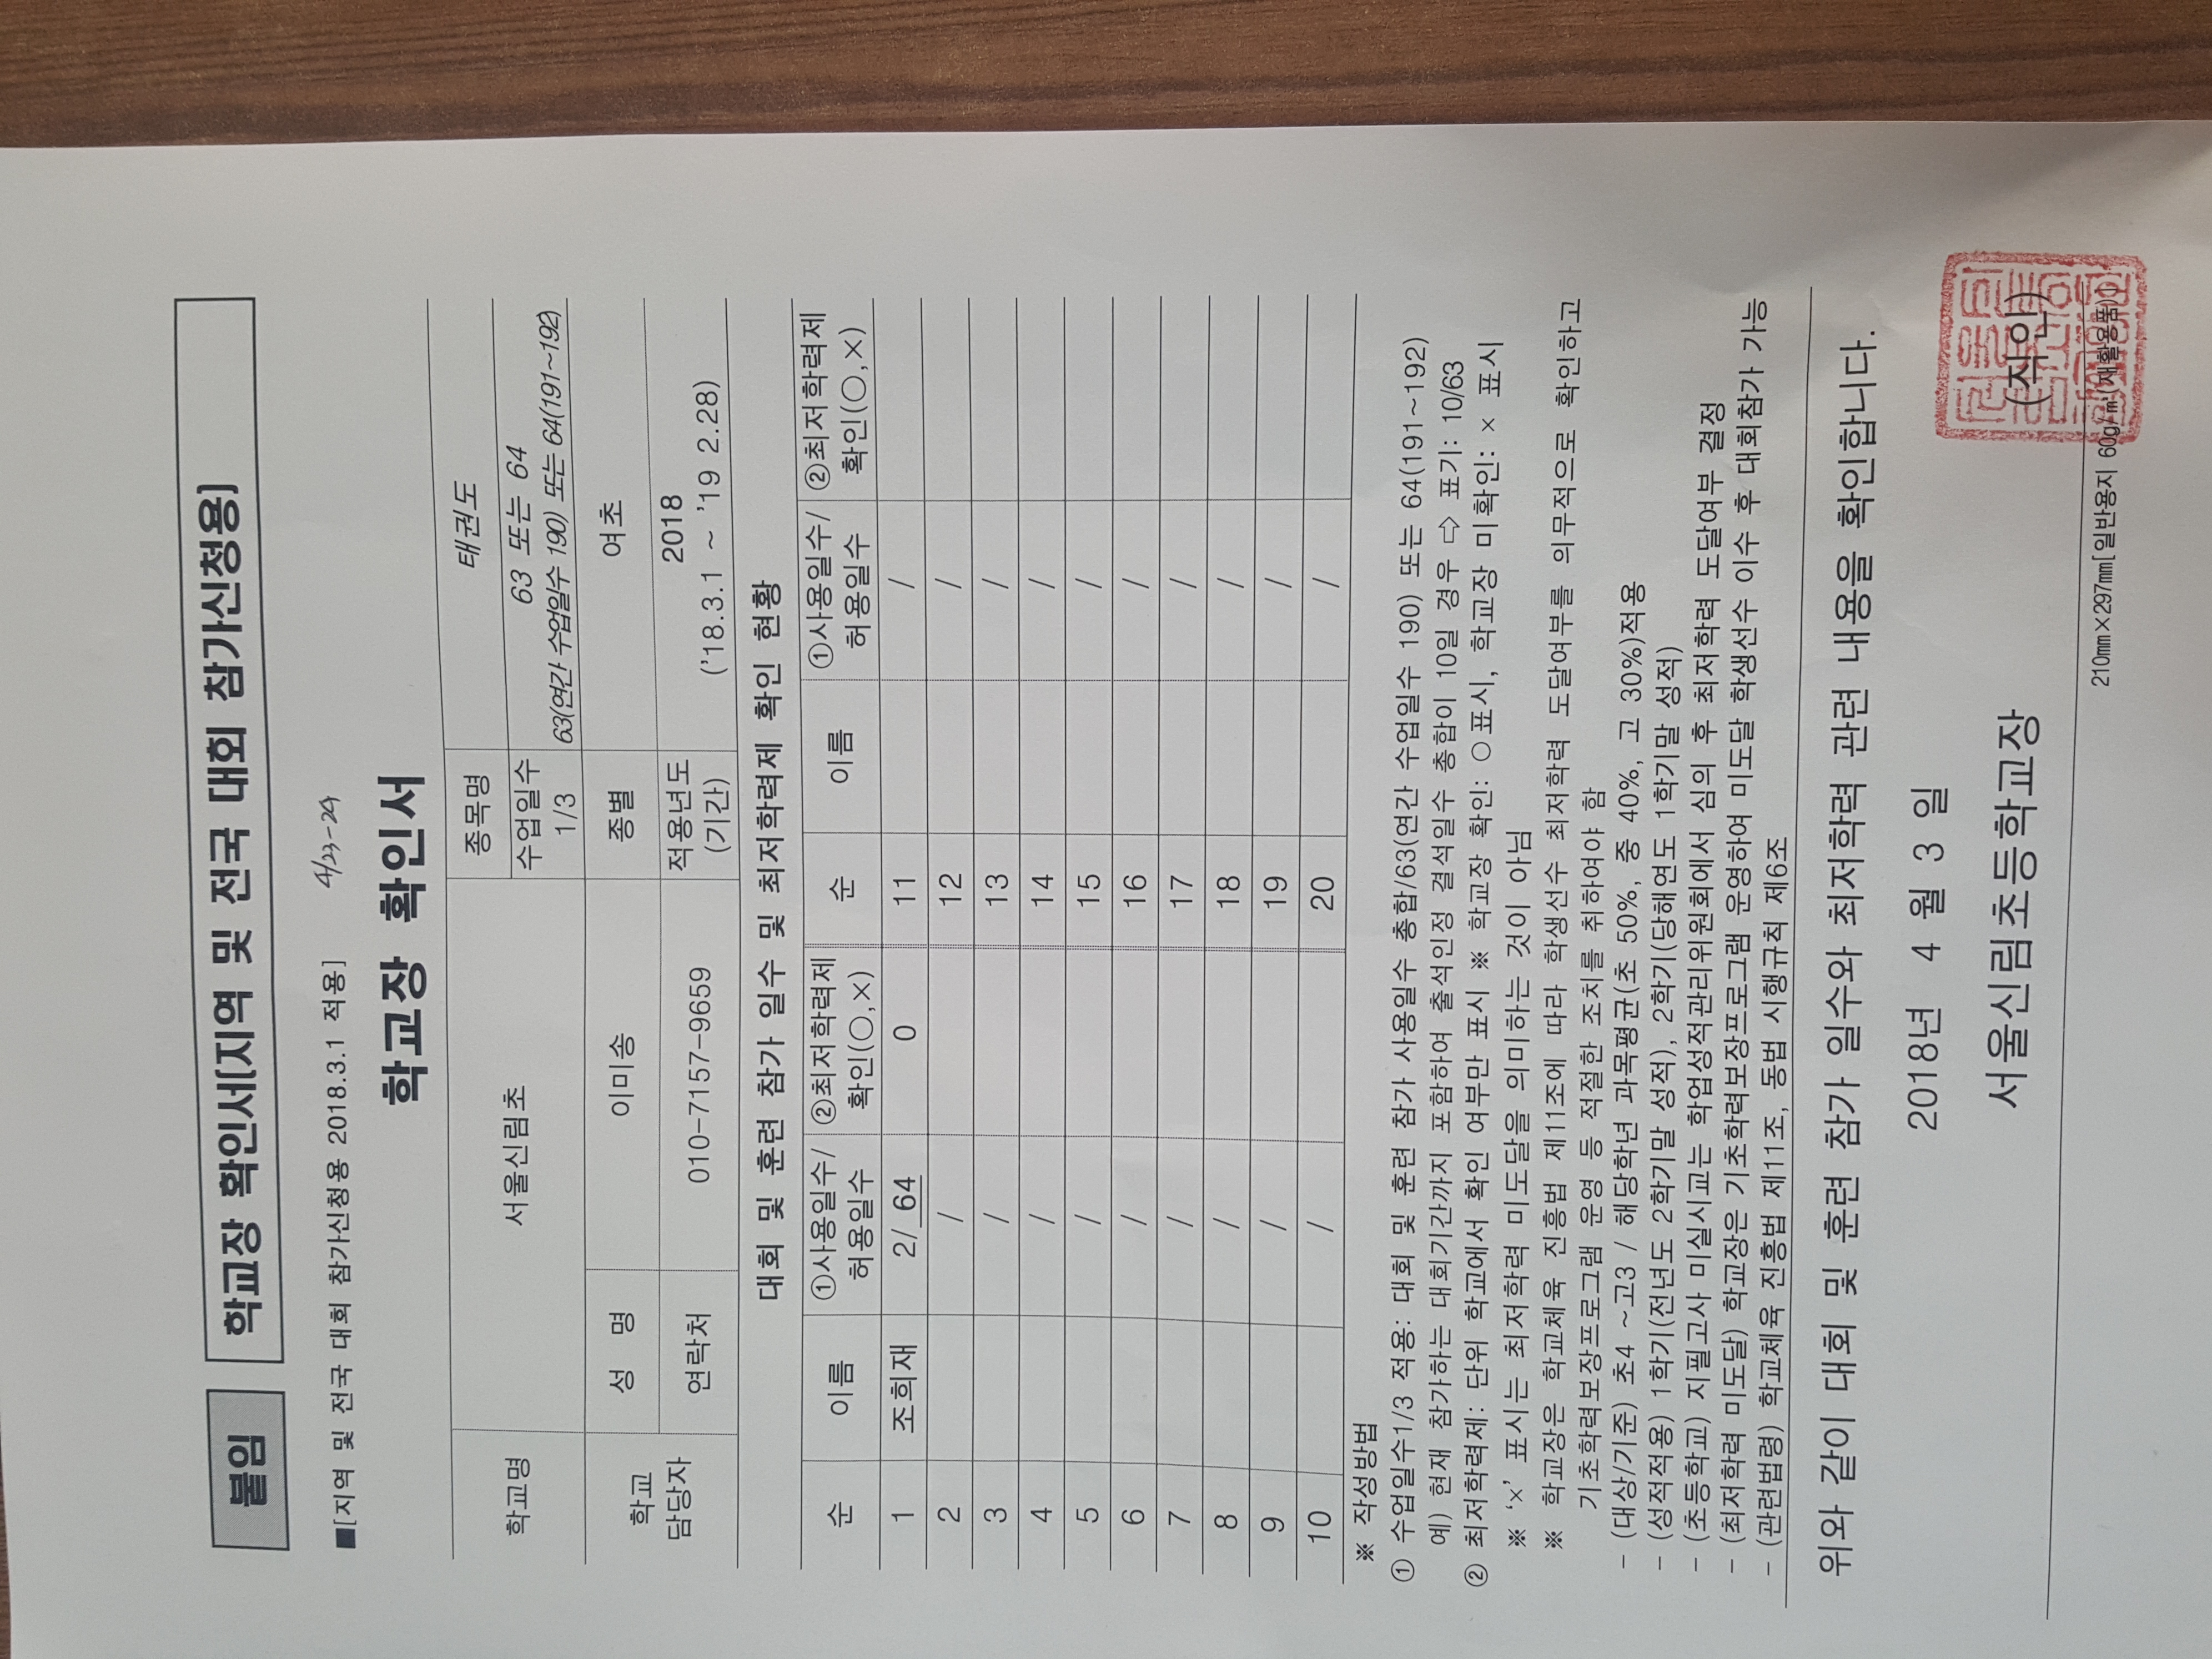 붙임 학교장 확인서(지역 및 전국 대회 참가신청용)
■[지역 및 전국 대회 참가신청용 2018.3.1 적용] 4/23-24
학교장 확인서
학교명 서울신림초 종목명 태권도
수업일수 1/3 63 또는 64
63(연간 수업일수 190) 또는 64(191~192)
학교 담당자 성 명 이미송 종별 여초
연락처 010-7157-9659 적용년도 (기간) 2018
('18.3.1 ~ '19 2.28)
대회 및 훈련 참가 일수 및 최저학력제 확인 현황
순 이름 ①사용일수/허용일수 ②최저학력제 확인(○,×) 순 이름 ①사용일수/허용일수 ②최저학력제 확인(○,×)
1 조희재 2/ 64 0 11 /
2 / 12 /
3 / 13 /
4 / 14 /
5 / 15 /
6 / 16 /
7 / 17 /
8 / 18 /
9 / 19 /
10 / 20 /
※ 작성방법
① 수업일수1/3 적용: 대회 및 훈련 참가 사용일수 총합/63(연간 수업일수 190) 또는 64(191~192)
예) 현재 참가하는 대회기간까지 포함하여 출석인정 결석일수 총합이 10일 경우 ⇨ 표기: 10/63
② 최저학력제: 단위 학교에서 확인 여부만 표시 ※ 학교장 확인: ○표시, 학교장 미확인: × 표시
※ '×' 표시는 최저학력 미도달을 의미하는 것이 아님
※ 학교장은 학교체육 진흥법 제11조에 따라 학생선수 최저학력 도달여부를 의무적으로 확인하고
기초학력보장프로그램 운영 등 적절한 조치를 취하여야 함
- (대상/기준) 초4 ~고3 / 해당학년 과목평균(초 50%, 중 40%, 고 30%)적용
- (성적적용) 1학기(전년도 2학기말 성적), 2학기(당해연도 1학기말 성적)
- (초등학교) 지필고사 미실시교는 학업성적관리위원회에서 심의 후 최저학력 도달여부 결정
- (최저학력 미도달) 학교장은 기초학력보장프로그램 운영하여 미도달 학생선수 이수 후 대회참가 가능
- (관련법령) 학교체육 진흥법 제11조, 동법 시행규칙 제6조
위와 같이 대회 및 훈련 참가 일수와 최저학력 관련 내용을 확인합니다.
2018년 4 월 3 일
서울신림초등학교장 (직인)
210㎜×297㎜[일반용지 60g/㎡(재활용품)]